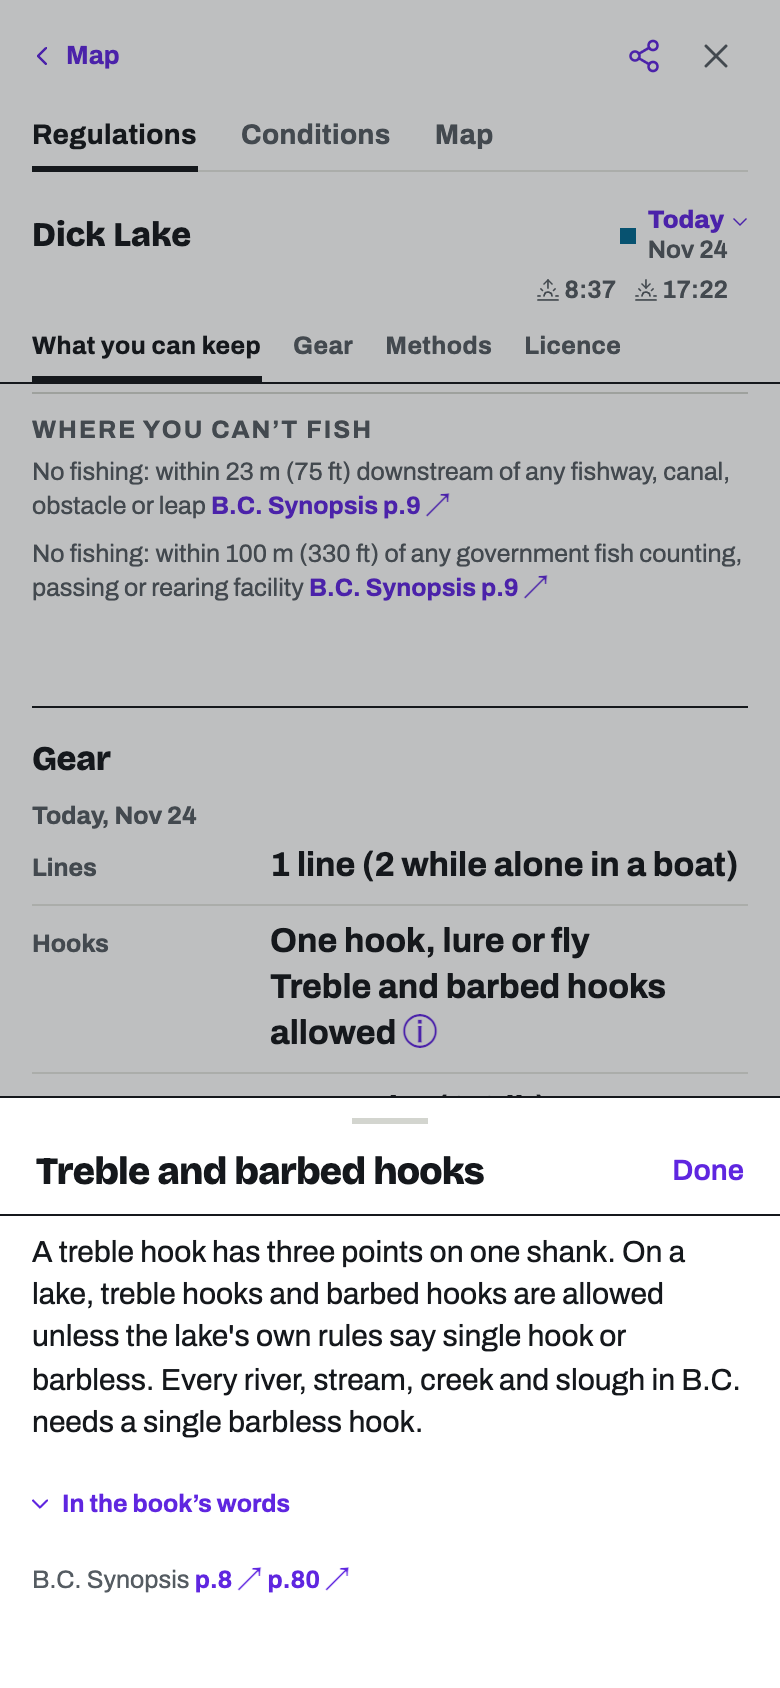 Map
Regulations Conditions Map
Dick Lake
Today
Nov 24
8:37 17:22
What you can keep Gear Methods Licence
WHERE YOU CAN’T FISH
No fishing: within 23 m (75 ft) downstream of any fishway, canal,
obstacle or leap B.C. Synopsis p.9
No fishing: within 100 m (330 ft) of any government fish counting,
passing or rearing facility B.C. Synopsis p.9
Gear
Today, Nov 24
Lines 1 line (2 while alone in a boat)
Hooks One hook, lure or fly
Treble and barbed hooks
allowed
Treble and barbed hooks Done
A treble hook has three points on one shank. On a
lake, treble hooks and barbed hooks are allowed
unless the lake's own rules say single hook or
barbless. Every river, stream, creek and slough in B.C.
needs a single barbless hook.
In the book’s words
B.C. Synopsis p.8 p.80